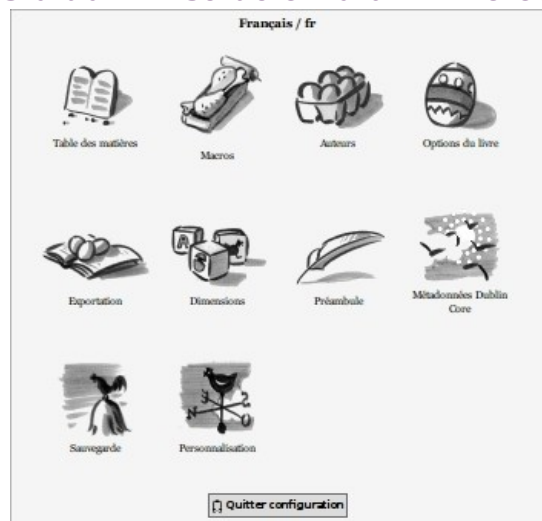 Français / fr
Table des matières
Macros
Auteurs
Options du livre
Exportation
Dimensions
Préambule
Métadonnées Dublin
Core
Sauvegarde
Personnalisation
Quitter configuration